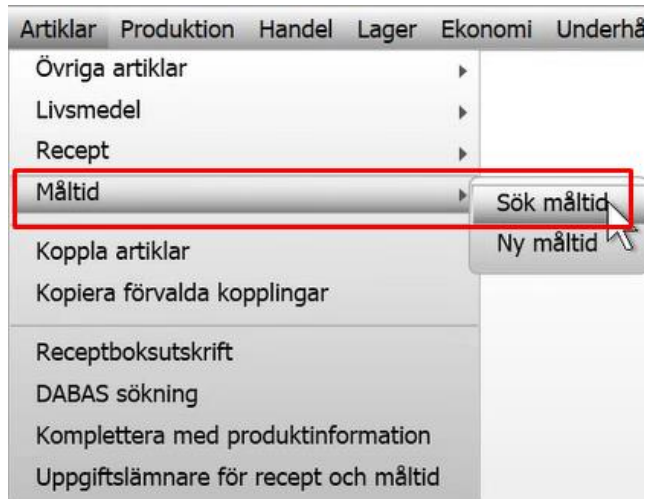 Artiklar Produktion Handel Lager Ekonomi Underhå
Övriga artiklar
Livsmedel
Recept
Måltid
Sök måltid
Ny måltid
Koppla artiklar
Kopiera förvalda kopplingar
Receptboksutskrift
DABAS sökning
Komplettera med produktinformation
Uppgiftslämnare för recept och måltid